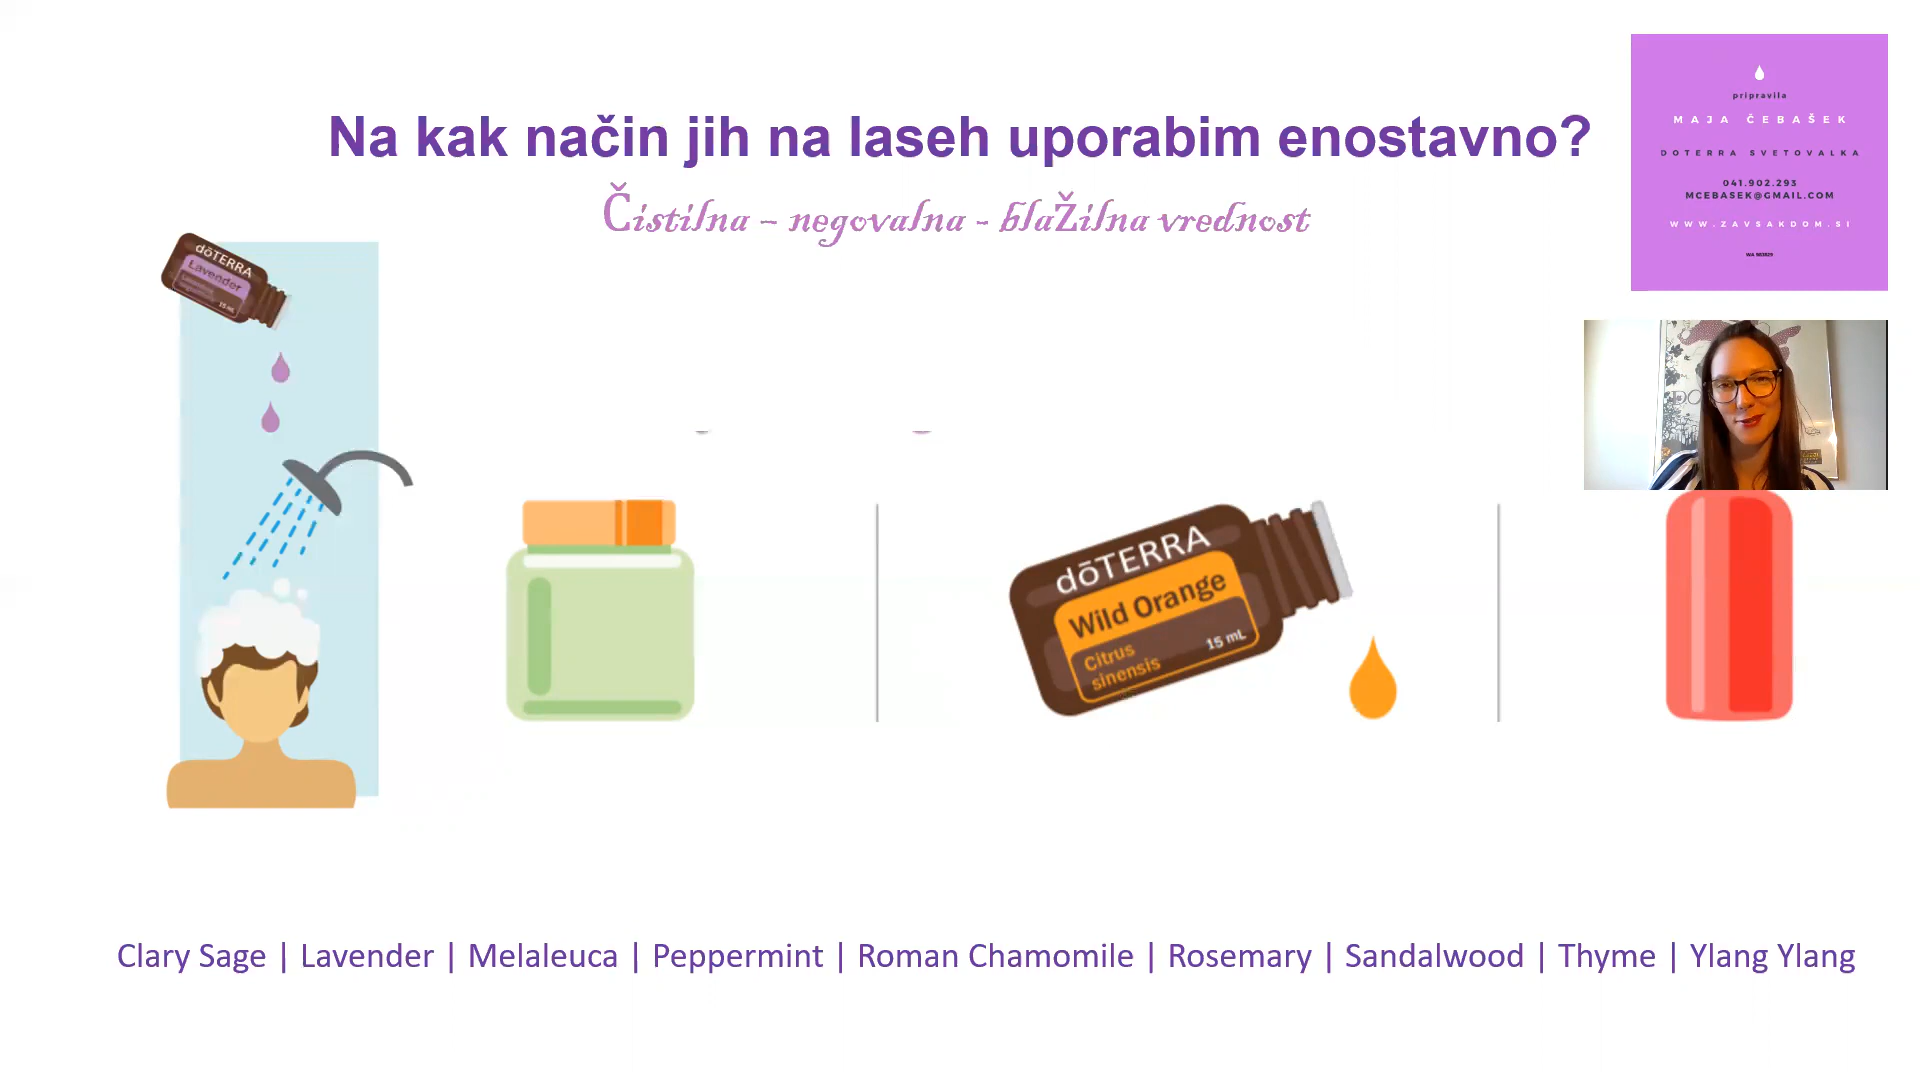 Na kak način jih na laseh uporabim enostavno?
Čistilna – negovalna - blaŽilna vrednost
pripravila
MAJA ČEBAŠEK
DOTERRA SVETOVALKA
041.902.293
MCEBASEK@GMAIL.COM
WWW.ZAVSAKDOM.SI
dōTERRA
Lavender
15 mL
dōTERRA
Wild Orange
Citrus
sinensis
15 mL
Clary Sage | Lavender | Melaleuca | Peppermint | Roman Chamomile | Rosemary | Sandalwood | Thyme | Ylang Ylang